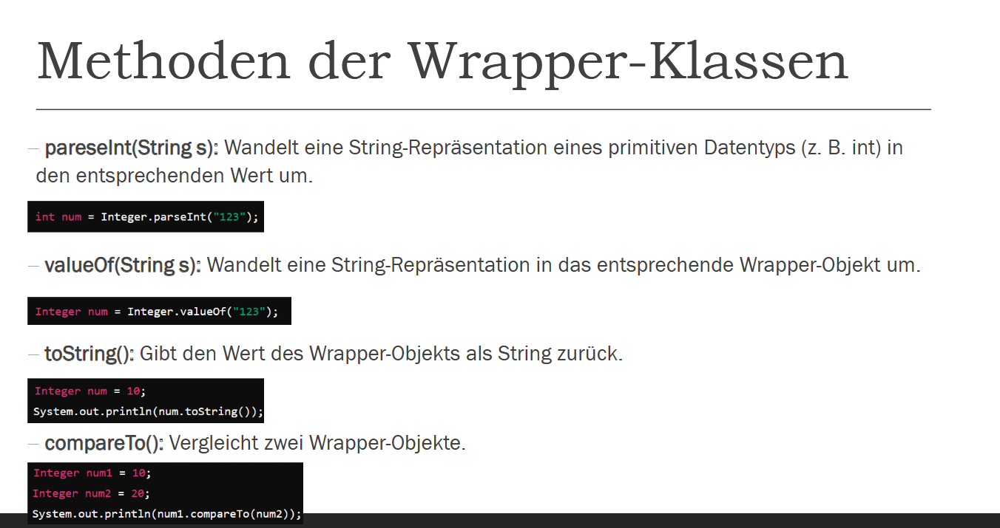 Methoden der Wrapper-Klassen
– pareseInt(String s): Wandelt eine String-Repräsentation eines primitiven Datentyps (z. B. int) in
den entsprechenden Wert um.
int num = Integer.parseInt("123");
– valueOf(String s): Wandelt eine String-Repräsentation in das entsprechende Wrapper-Objekt um.
Integer num = Integer.valueOf("123");
– toString(): Gibt den Wert des Wrapper-Objekts als String zurück.
Integer num = 10;
System.out.println(num.toString());
– compareTo(): Vergleicht zwei Wrapper-Objekte.
Integer num1 = 10;
Integer num2 = 20;
System.out.println(num1.compareTo(num2));